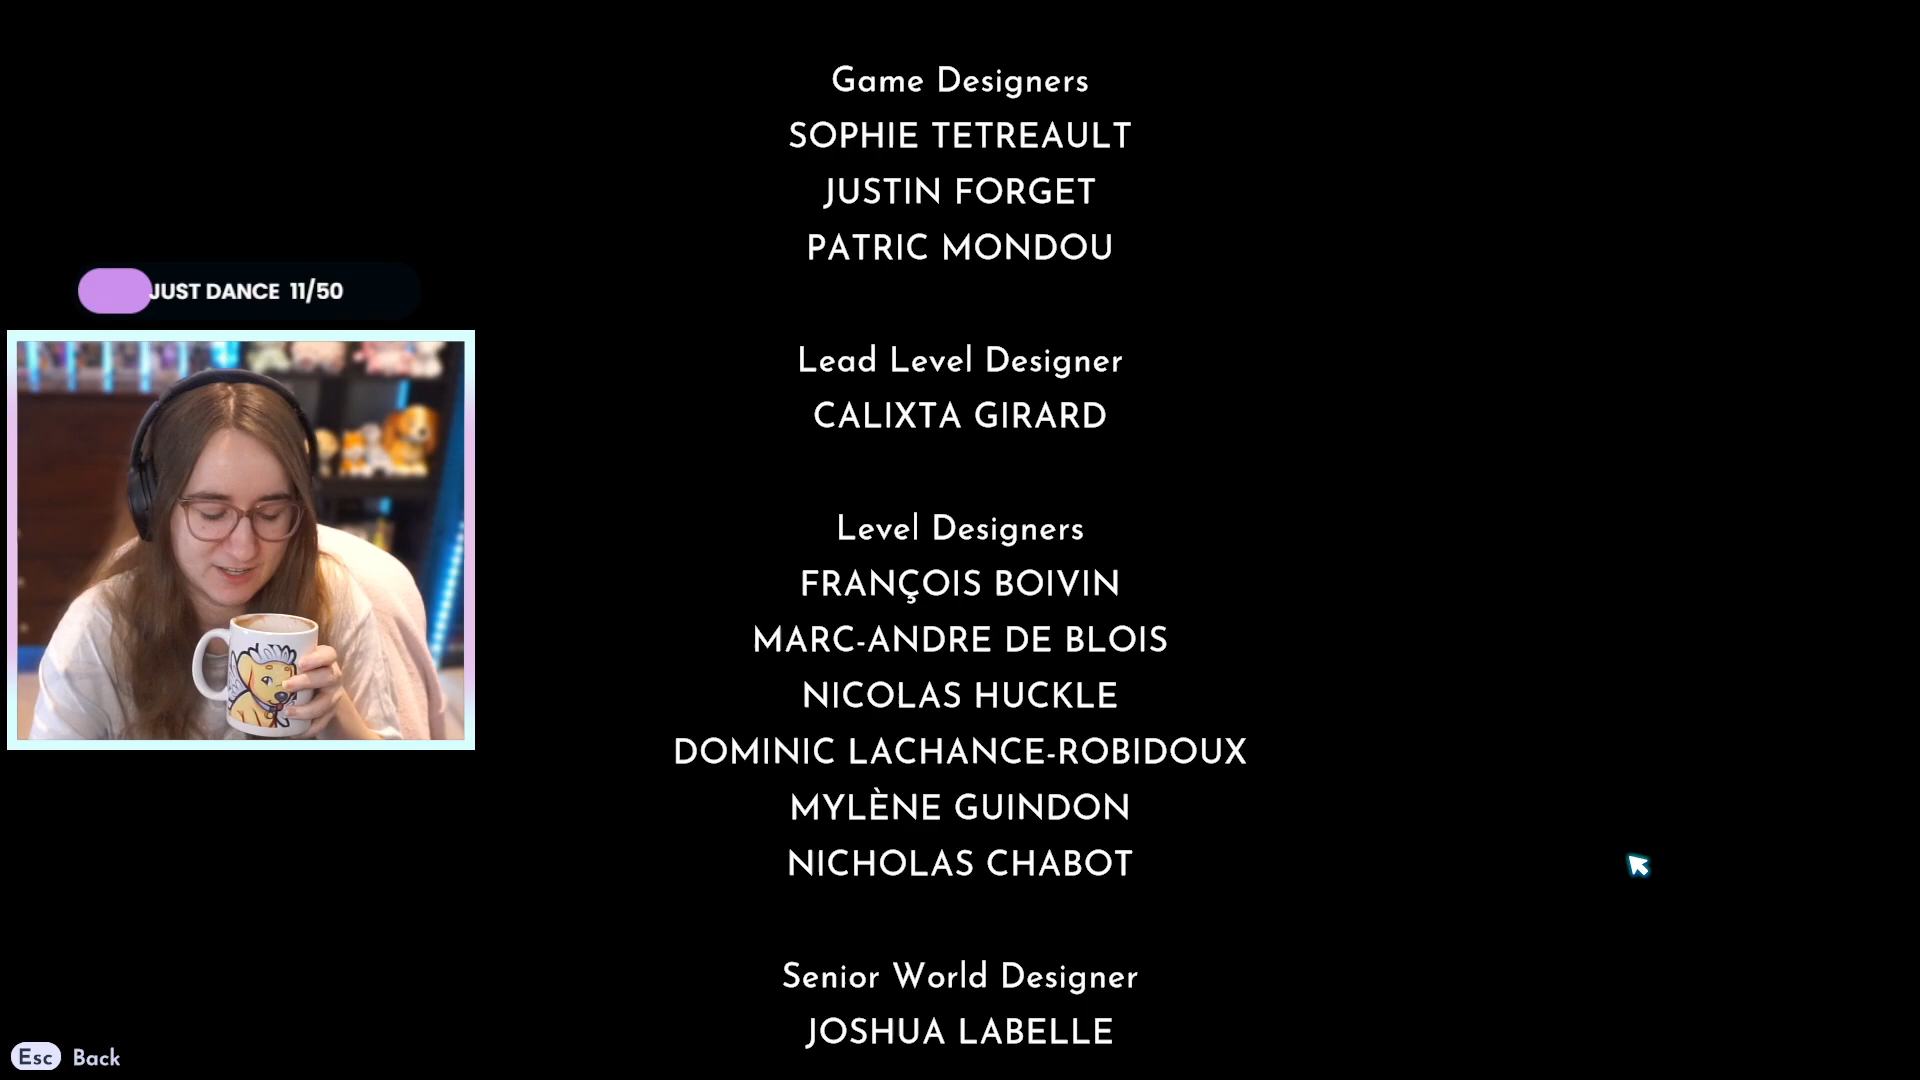 Game Designers
SOPHIE TETREAULT
JUSTIN FORGET
PATRIC MONDOU
JUST DANCE 11/50
Lead Level Designer
CALIXTA GIRARD
Level Designers
FRANÇOIS BOIVIN
MARC-ANDRE DE BLOIS
NICOLAS HUCKLE
DOMINIC LACHANCE-ROBIDOUX
MYLÈNE GUINDON
NICHOLAS CHABOT
Senior World Designer
JOSHUA LABELLE
Esc Back